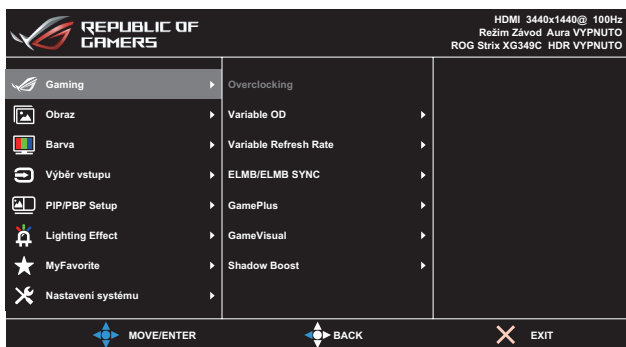 REPUBLIC OF
GAMERS
HDMI 3440x1440@ 100Hz
Režim Závod Aura VYPNUTO
ROG Strix XG349C HDR VYPNUTO
Gaming
Obraz
Barva
Výběr vstupu
PIP/PBP Setup
Lighting Effect
MyFavorite
Nastavení systému
Overclocking
Variable OD
Variable Refresh Rate
ELMB/ELMB SYNC
GamePlus
GameVisual
Shadow Boost
MOVE/ENTER
BACK
EXIT